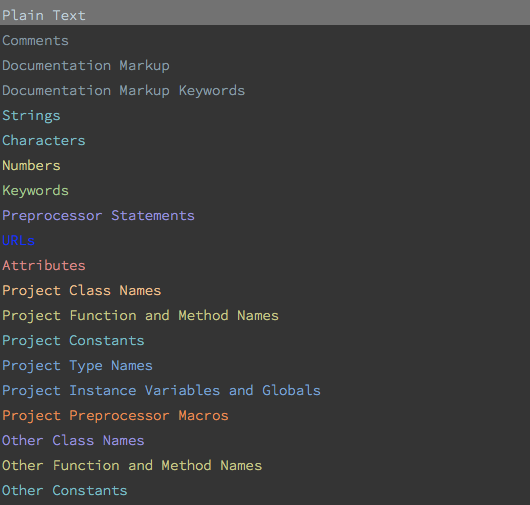 Plain Text
Comments
Documentation Markup
Documentation Markup Keywords
Strings
Characters
Numbers
Keywords
Preprocessor Statements
URLs
Attributes
Project Class Names
Project Function and Method Names
Project Constants
Project Type Names
Project Instance Variables and Globals
Project Preprocessor Macros
Other Class Names
Other Function and Method Names
Other Constants